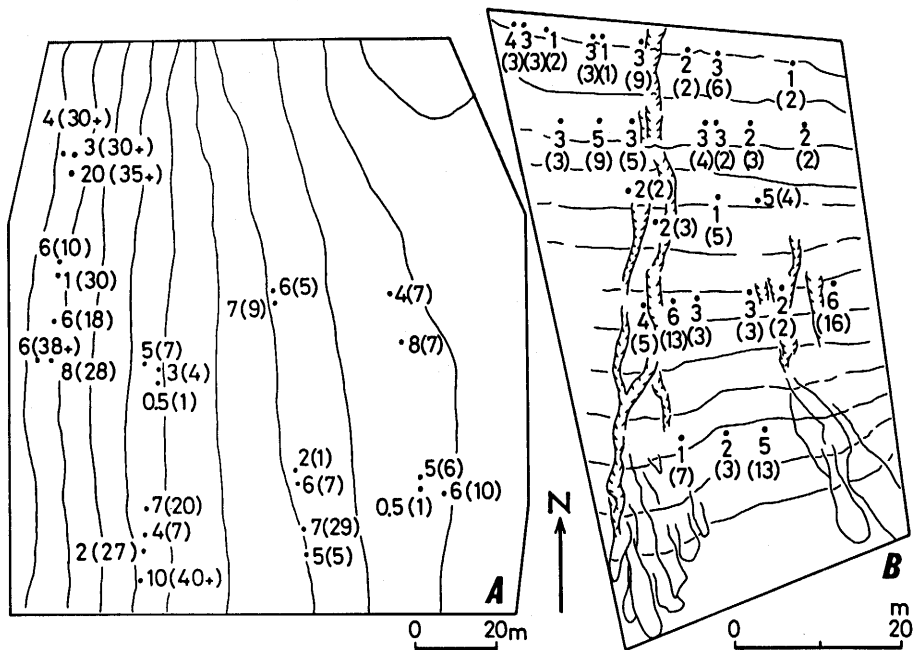 4(30+)
3(30+)
20(35+)
6(10)
1(30)
6(18)
6(38+)
8(28)
5(7)
3(4)
0.5(1)
6(5)
7(9)
4(7)
8(7)
2(1)
6(7)
5(6)
6(10)
0.5(1)
7(20)
4(7)
2(27)
10(40+)
7(29)
5(5)
A
0 20m
N
4 3 1 3 1 3 2 3 1
(3)(3)(2) (3)(1) (9) (2) (6) (2)
3 5 3 3 3 2 2
(3) (9) (5) (4) (2) (3) (2)
2(2) 1 5(4)
2(3) (5)
4 6 3 3 2 6
(5) (13)(3) (3) (2) (16)
1 2 5
(7) (3) (13)
B
m
0 20